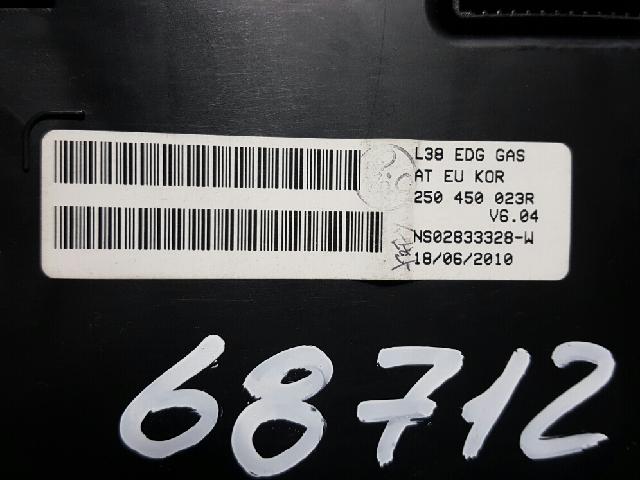 L38 EDG GAS
AT EU KOR
250 450 023R
V6.04
NS02833328-W
18/06/2010
68712